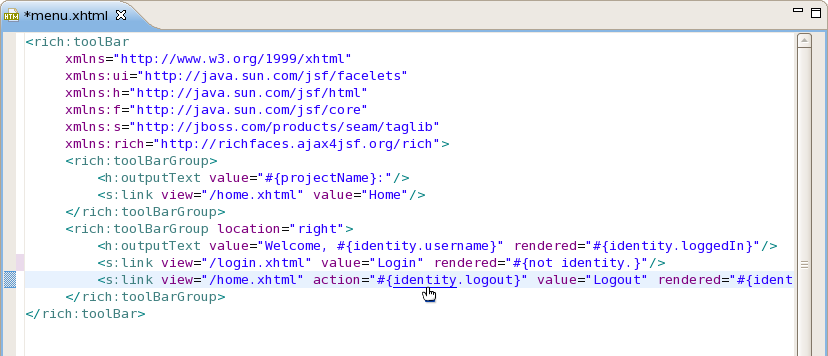 *menu.xhtml
<rich:toolBar
xmlns="http://www.w3.org/1999/xhtml"
xmlns:ui="http://java.sun.com/jsf/facelets"
xmlns:h="http://java.sun.com/jsf/html"
xmlns:f="http://java.sun.com/jsf/core"
xmlns:s="http://jboss.com/products/seam/taglib"
xmlns:rich="http://richfaces.ajax4jsf.org/rich">
<rich:toolBarGroup>
<h:outputText value="#{projectName}:"/>
<s:link view="/home.xhtml" value="Home"/>
</rich:toolBarGroup>
<rich:toolBarGroup location="right">
<h:outputText value="Welcome, #{identity.username}" rendered="#{identity.loggedIn}"/>
<s:link view="/login.xhtml" value="Login" rendered="#{not identity.}"/>
<s:link view="/home.xhtml" action="#{identity.logout}" value="Logout" rendered="#{ident
</rich:toolBarGroup>
</rich:toolBar>